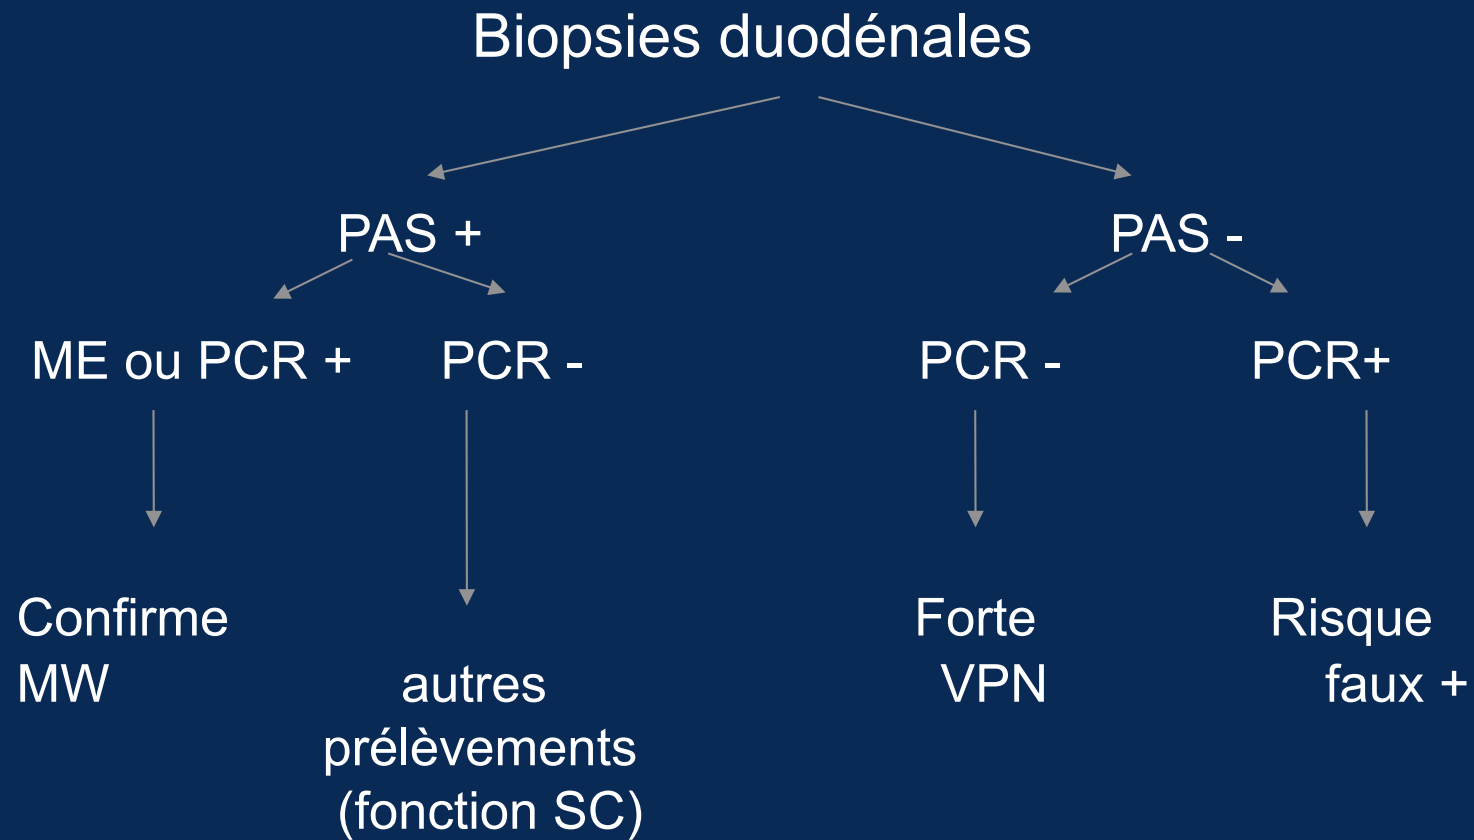 Biopsies duodénales
PAS +
PAS -
ME ou PCR +
PCR -
PCR -
PCR+
Confirme
MW
autres
prélèvements
(fonction SC)
Forte
VPN
Risque
faux +